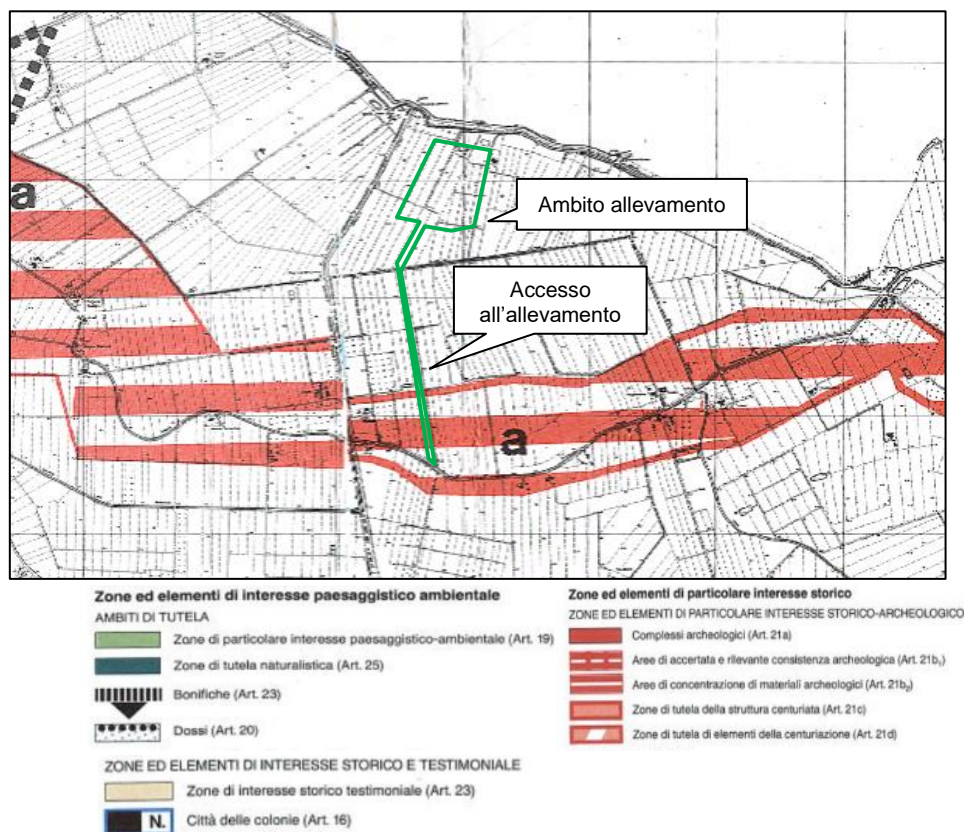 a
Ambito allevamento
Accesso
all'allevamento
a
Zone ed elementi di interesse paesaggistico ambientale
AMBITI DI TUTELA
Zone di particolare interesse paesaggistico-ambientale (Art. 19)
Zone di tutela naturalistica (Art. 25)
Bonifiche (Art. 23)
Dossi (Art. 20)
ZONE ED ELEMENTI DI INTERESSE STORICO E TESTIMONIALE
Zone di interesse storico testimoniale (Art. 23)
N. Città delle colonie (Art. 16)
Zone ed elementi di particolare interesse storico
ZONE ED ELEMENTI DI PARTICOLARE INTERESSE STORICO-ARCHEOLOGICO
Complessi archeologici (Art. 21a)
Aree di accertata e rilevante consistenza archeologica (Art. 21b₁)
Aree di concentrazione di materiali archeologici (Art. 21b₂)
Zone di tutela della struttura centuriata (Art. 21c)
Zone di tutela di elementi della centuriazione (Art. 21d)